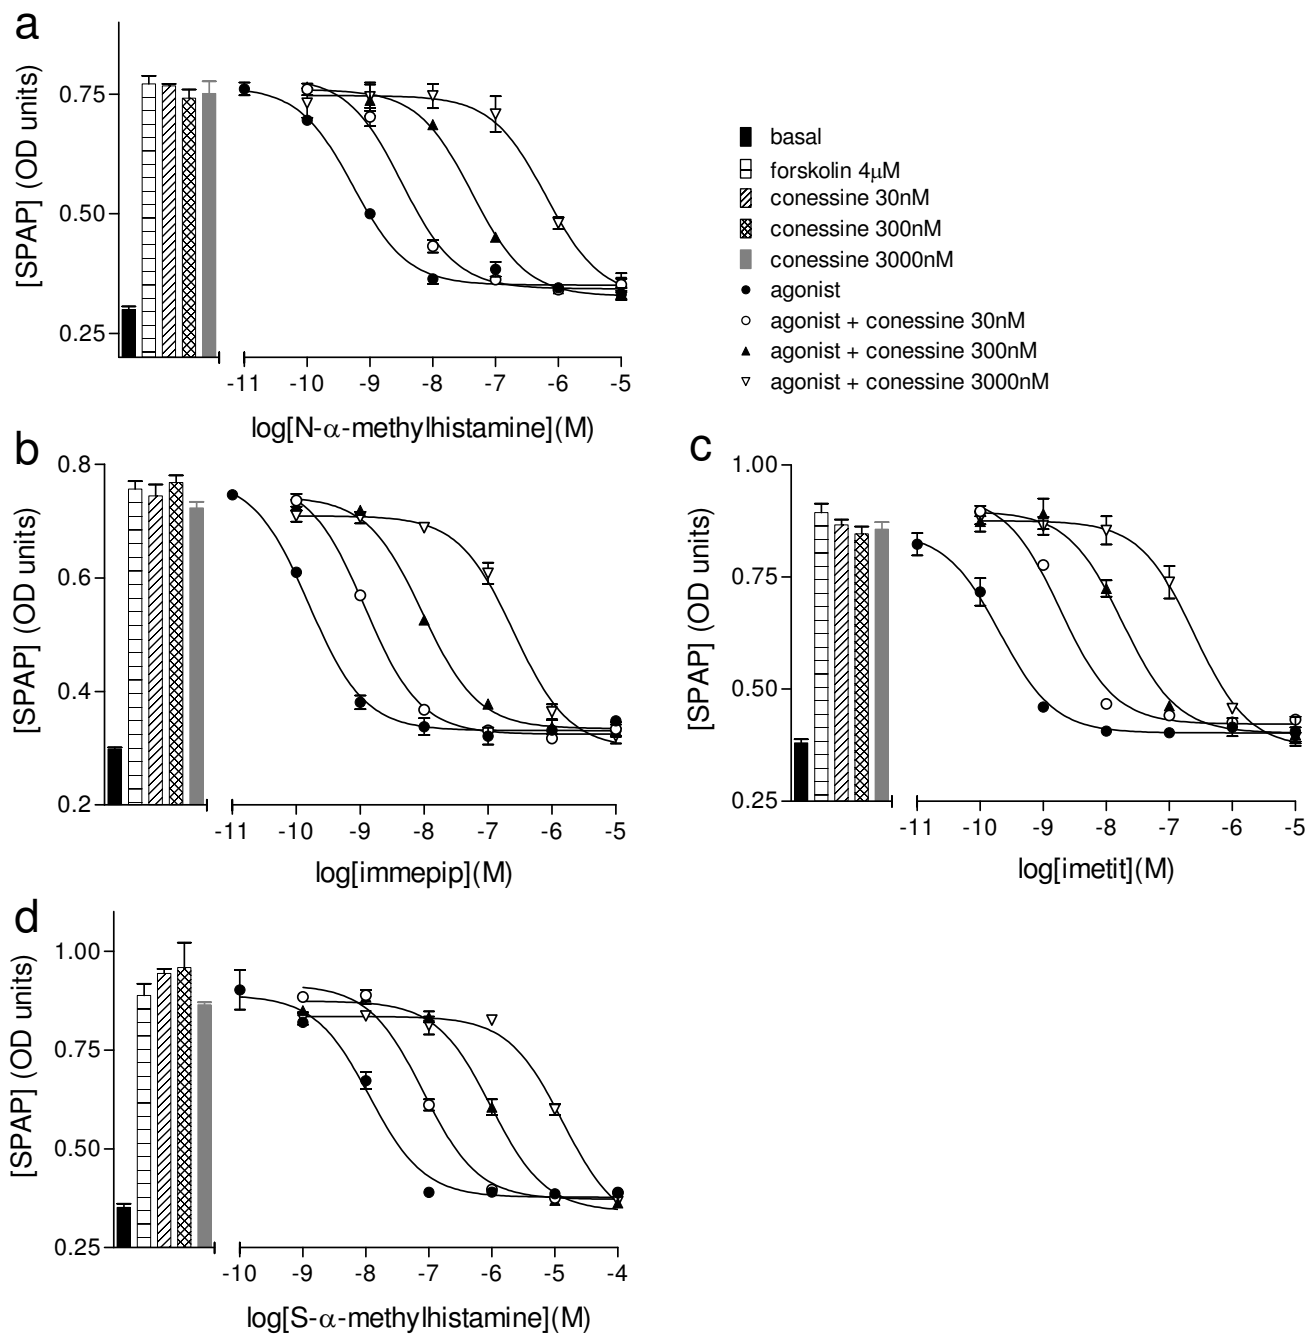 a
[SPAP] (OD units)
0.75
0.50
0.25
-11 -10 -9 -8 -7 -6 -5
log[N-α-methylhistamine](M)
basal
forskolin 4μM
conessine 30nM
conessine 300nM
conessine 3000nM
agonist
agonist + conessine 30nM
agonist + conessine 300nM
agonist + conessine 3000nM
b
[SPAP] (OD units)
0.8
0.6
0.4
0.2
-11 -10 -9 -8 -7 -6 -5
log[immepip](M)
c
[SPAP] (OD units)
1.00
0.75
0.50
0.25
-11 -10 -9 -8 -7 -6 -5
log[imetit](M)
d
[SPAP] (OD units)
1.00
0.75
0.50
0.25
-10 -9 -8 -7 -6 -5 -4
log[S-α-methylhistamine](M)